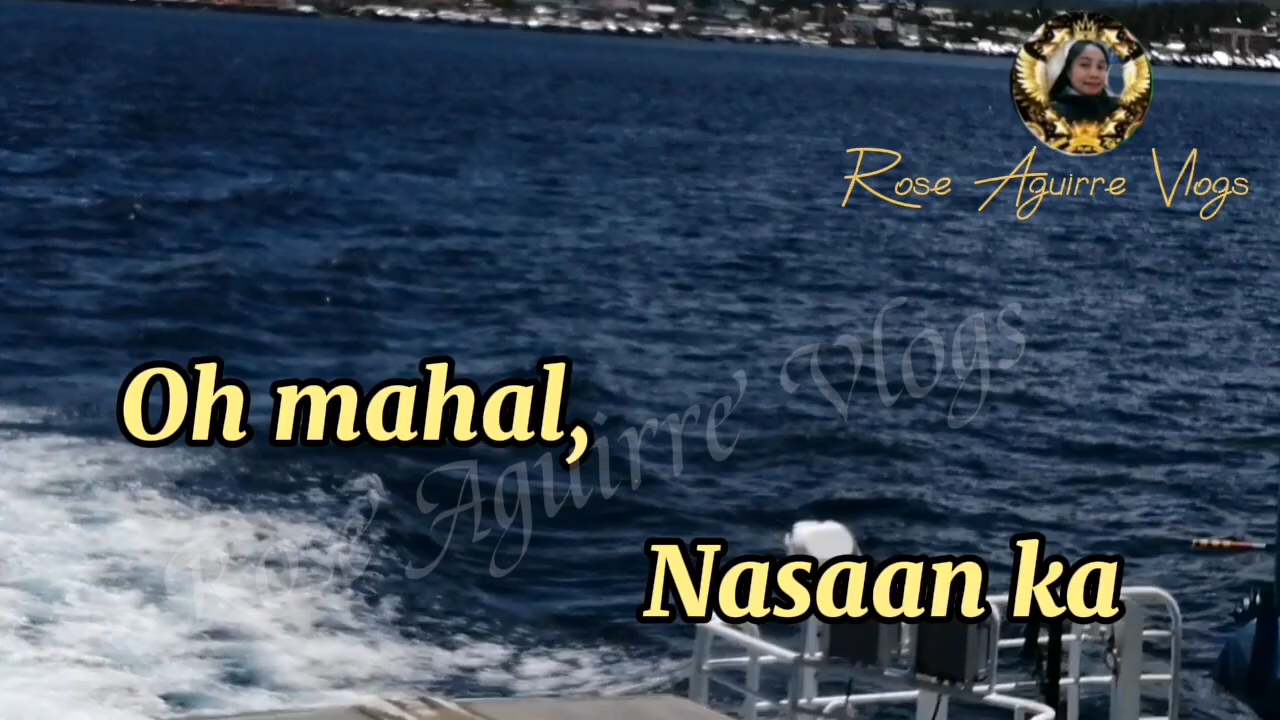 Rose Aguirre Vlogs
Oh mahal,
Rose' Aguirre' Vlogs
Nasaan ka